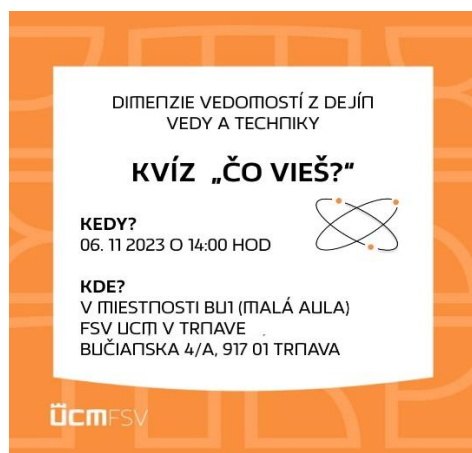 DIMENZIE VEDOMOSTÍ Z DEJÍN
VEDY A TECHNIKY
KVÍZ „ČO VIEŠ?“
KEDY?
06. 11 2023 O 14:00 HOD
KDE?
V MIESTNOSTI BU1 (MALÁ AULA)
FSV UCM V TRNAVE
BUČIANSKA 4/A, 917 01 TRNAVA
ÜCMFSV